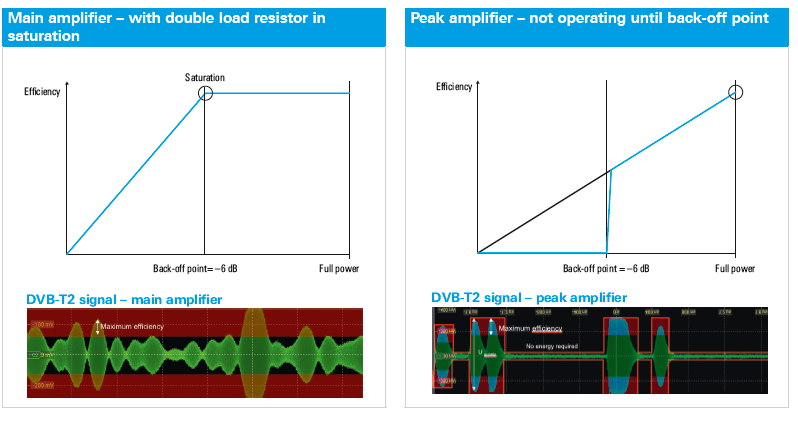 Main amplifier – with double load resistor in
saturation
Saturation
Efficiency
Back-off point= –6 dB
Full power
DVB-T2 signal – main amplifier
Maximum efficiency
Peak amplifier – not operating until back-off point
Efficiency
Back-off point = –6 dB
Full power
DVB-T2 signal – peak amplifier
Maximum efficiency
No energy required
U